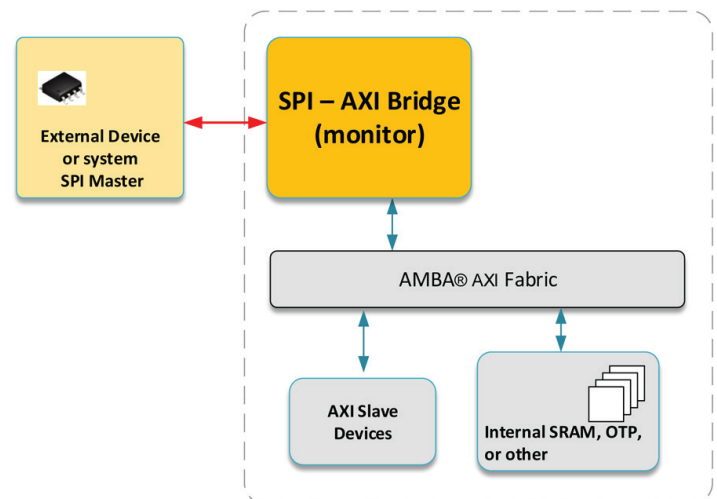 SPI – AXI Bridge
(monitor)
External Device
or system
SPI Master
AMBA® AXI Fabric
AXI Slave
Devices
Internal SRAM, OTP,
or other